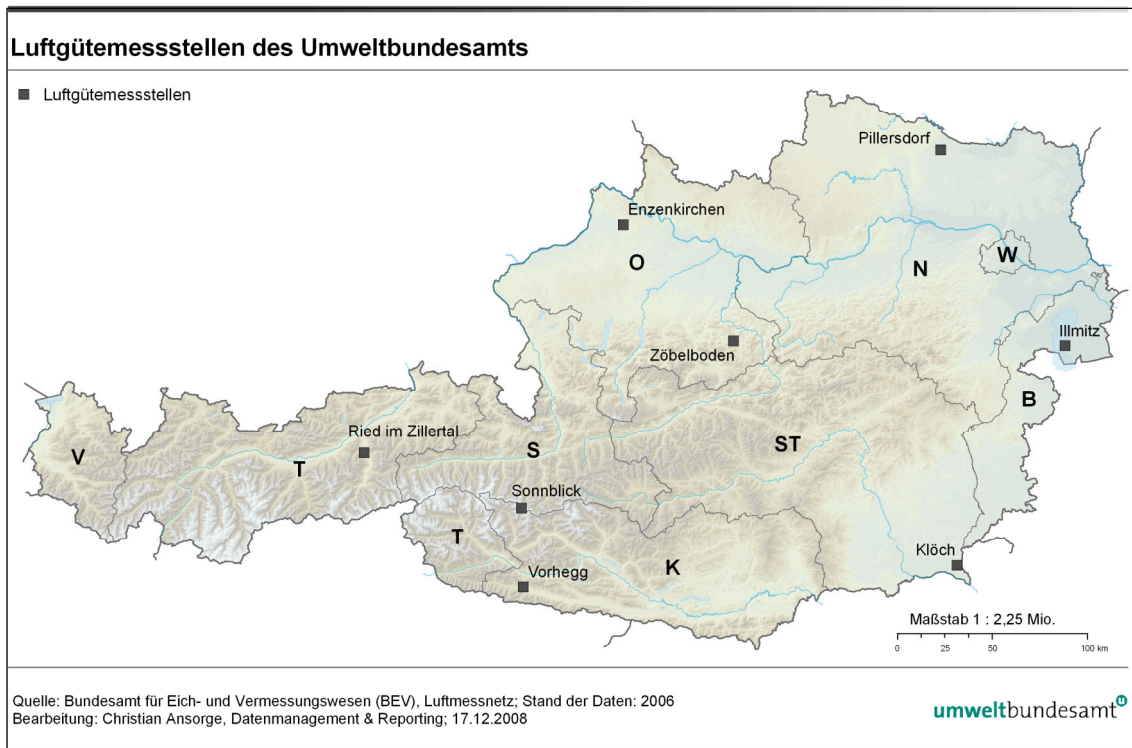 Luftgütemessstellen des Umweltbundesamts
Luftgütemessstellen
Pillersdorf
Enzenkirchen
O
N
W
Zöbelboden
Illmitz
B
Ried im Zillertal
V
T
S
ST
Sonnblick
T
Vorhegg
K
Klöch
Maßstab 1 : 2,25 Mio.
0 25 50 100 km
Quelle: Bundesamt für Eich- und Vermessungswesen (BEV), Luftmessnetz; Stand der Daten: 2006
Bearbeitung: Christian Ansorge, Datenmanagement & Reporting; 17.12.2008
umweltbundesamt u